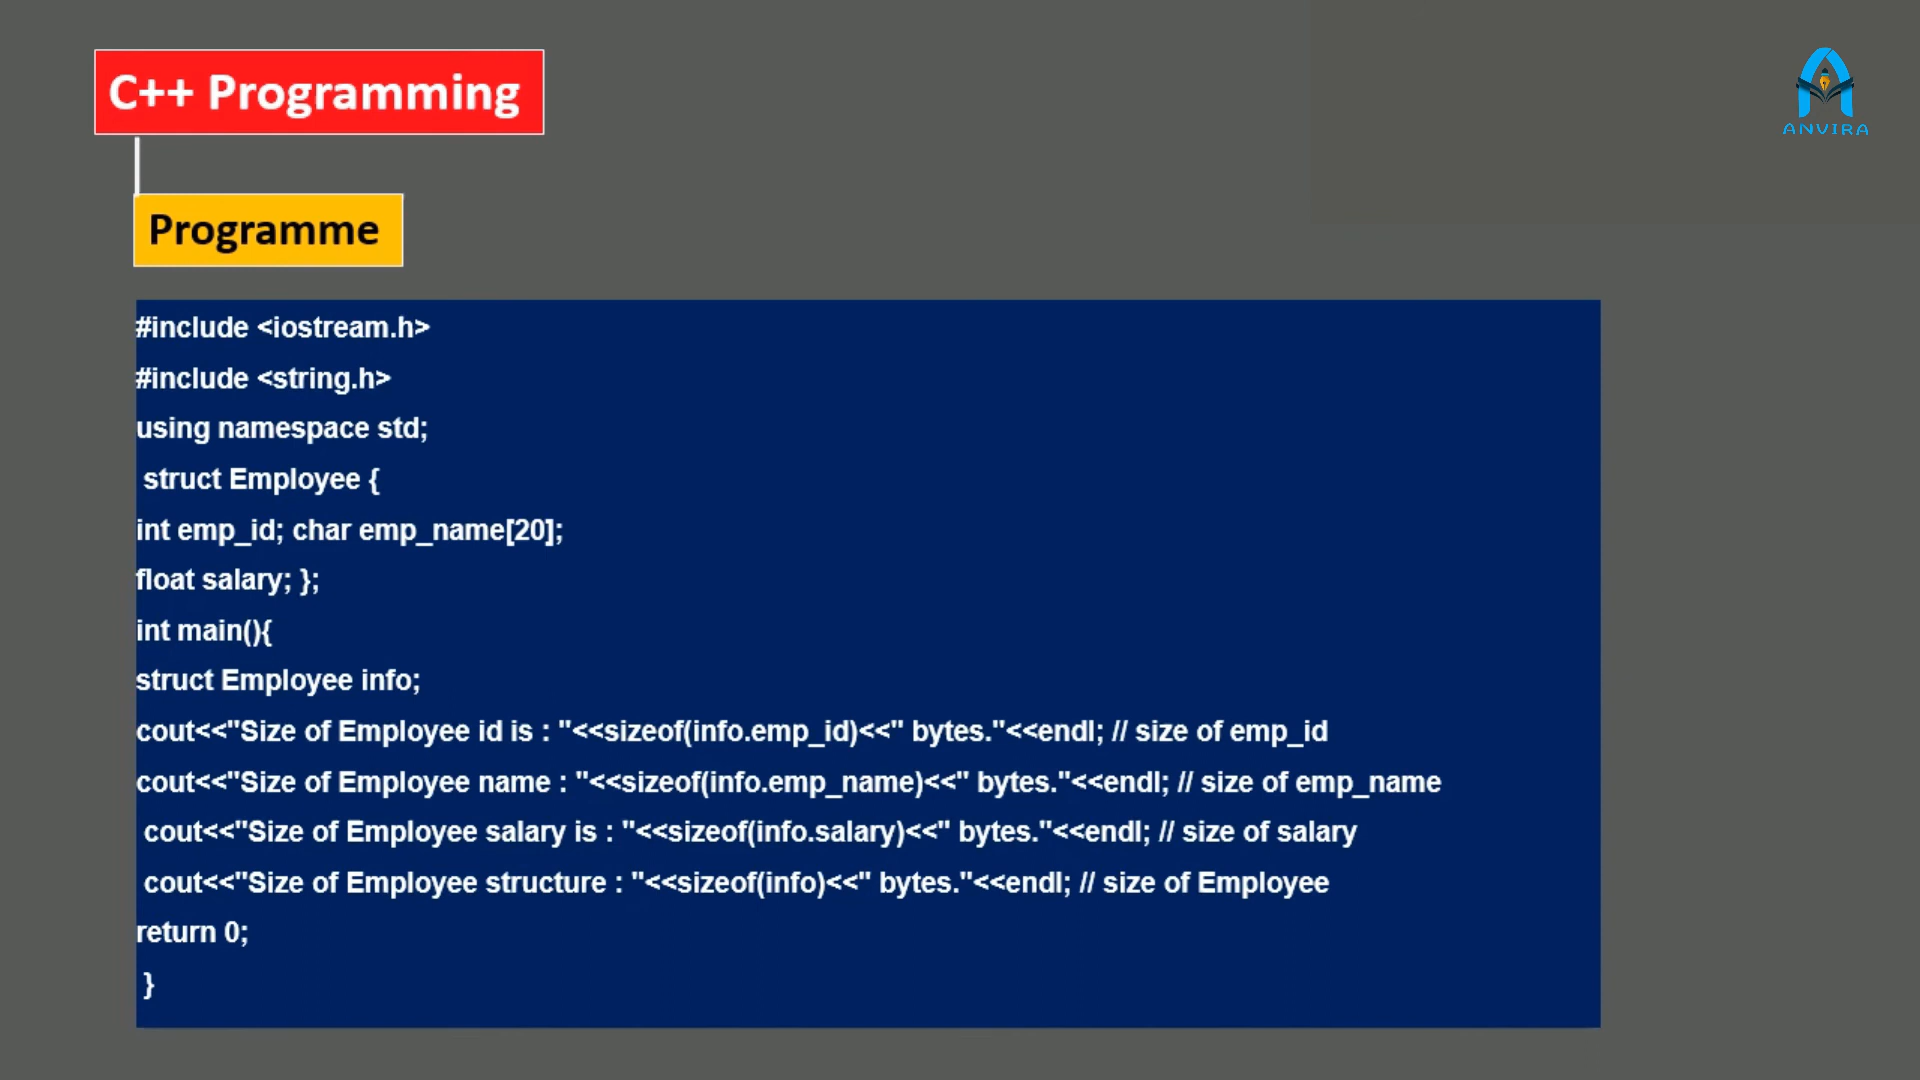 C++ Programming
ANVIRA
Programme
#include <iostream.h>
#include <string.h>
using namespace std;
struct Employee {
int emp_id; char emp_name[20];
float salary; };
int main(){
struct Employee info;
cout<<"Size of Employee id is : "<<sizeof(info.emp_id)<<" bytes."<<endl; // size of emp_id
cout<<"Size of Employee name : "<<sizeof(info.emp_name)<<" bytes."<<endl; // size of emp_name
cout<<"Size of Employee salary is : "<<sizeof(info.salary)<<" bytes."<<endl; // size of salary
cout<<"Size of Employee structure : "<<sizeof(info)<<" bytes."<<endl; // size of Employee
return 0;
}